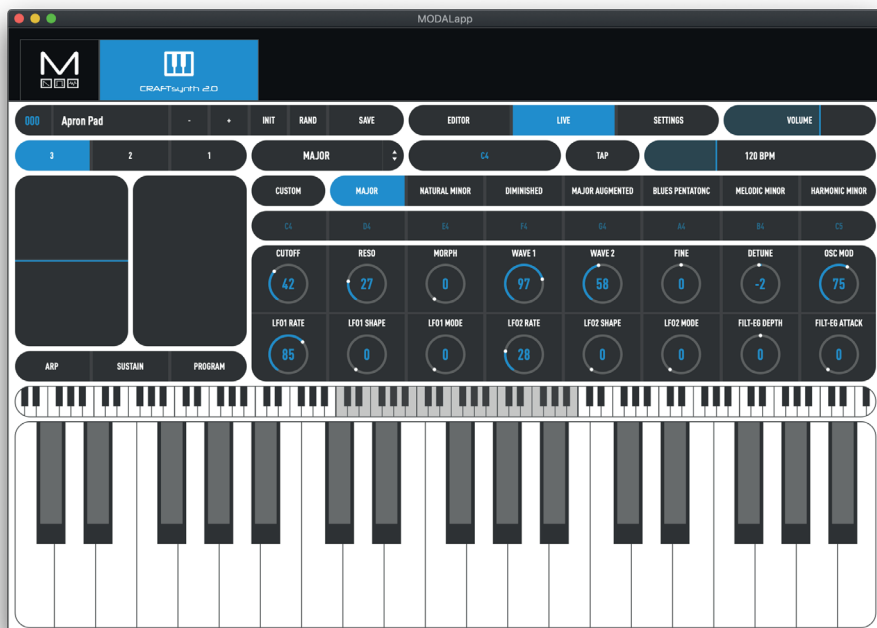 MODALapp
CRAFTsynth 2.0
000 Apron Pad - + INIT RAND SAVE EDITOR LIVE SETTINGS VOLUME
3 2 1 MAJOR C4 TAP 120 BPM
CUSTOM MAJOR NATURAL MINOR DIMINISHED MAJOR AUGMENTED BLUES PENTATONC MELODIC MINOR HARMONIC MINOR
C4 D4 E4 F4 G4 A4 B4 C5
CUTOFF RESO MORPH WAVE 1 WAVE 2 FINE DETUNE OSC MOD
42 27 0 97 58 0 -2 75
LFO1 RATE LFO1 SHAPE LFO1 MODE LFO2 RATE LFO2 SHAPE LFO2 MODE FILT-EG DEPTH FILT-EG ATTACK
85 0 0 28 0 0 0 0
ARP SUSTAIN PROGRAM